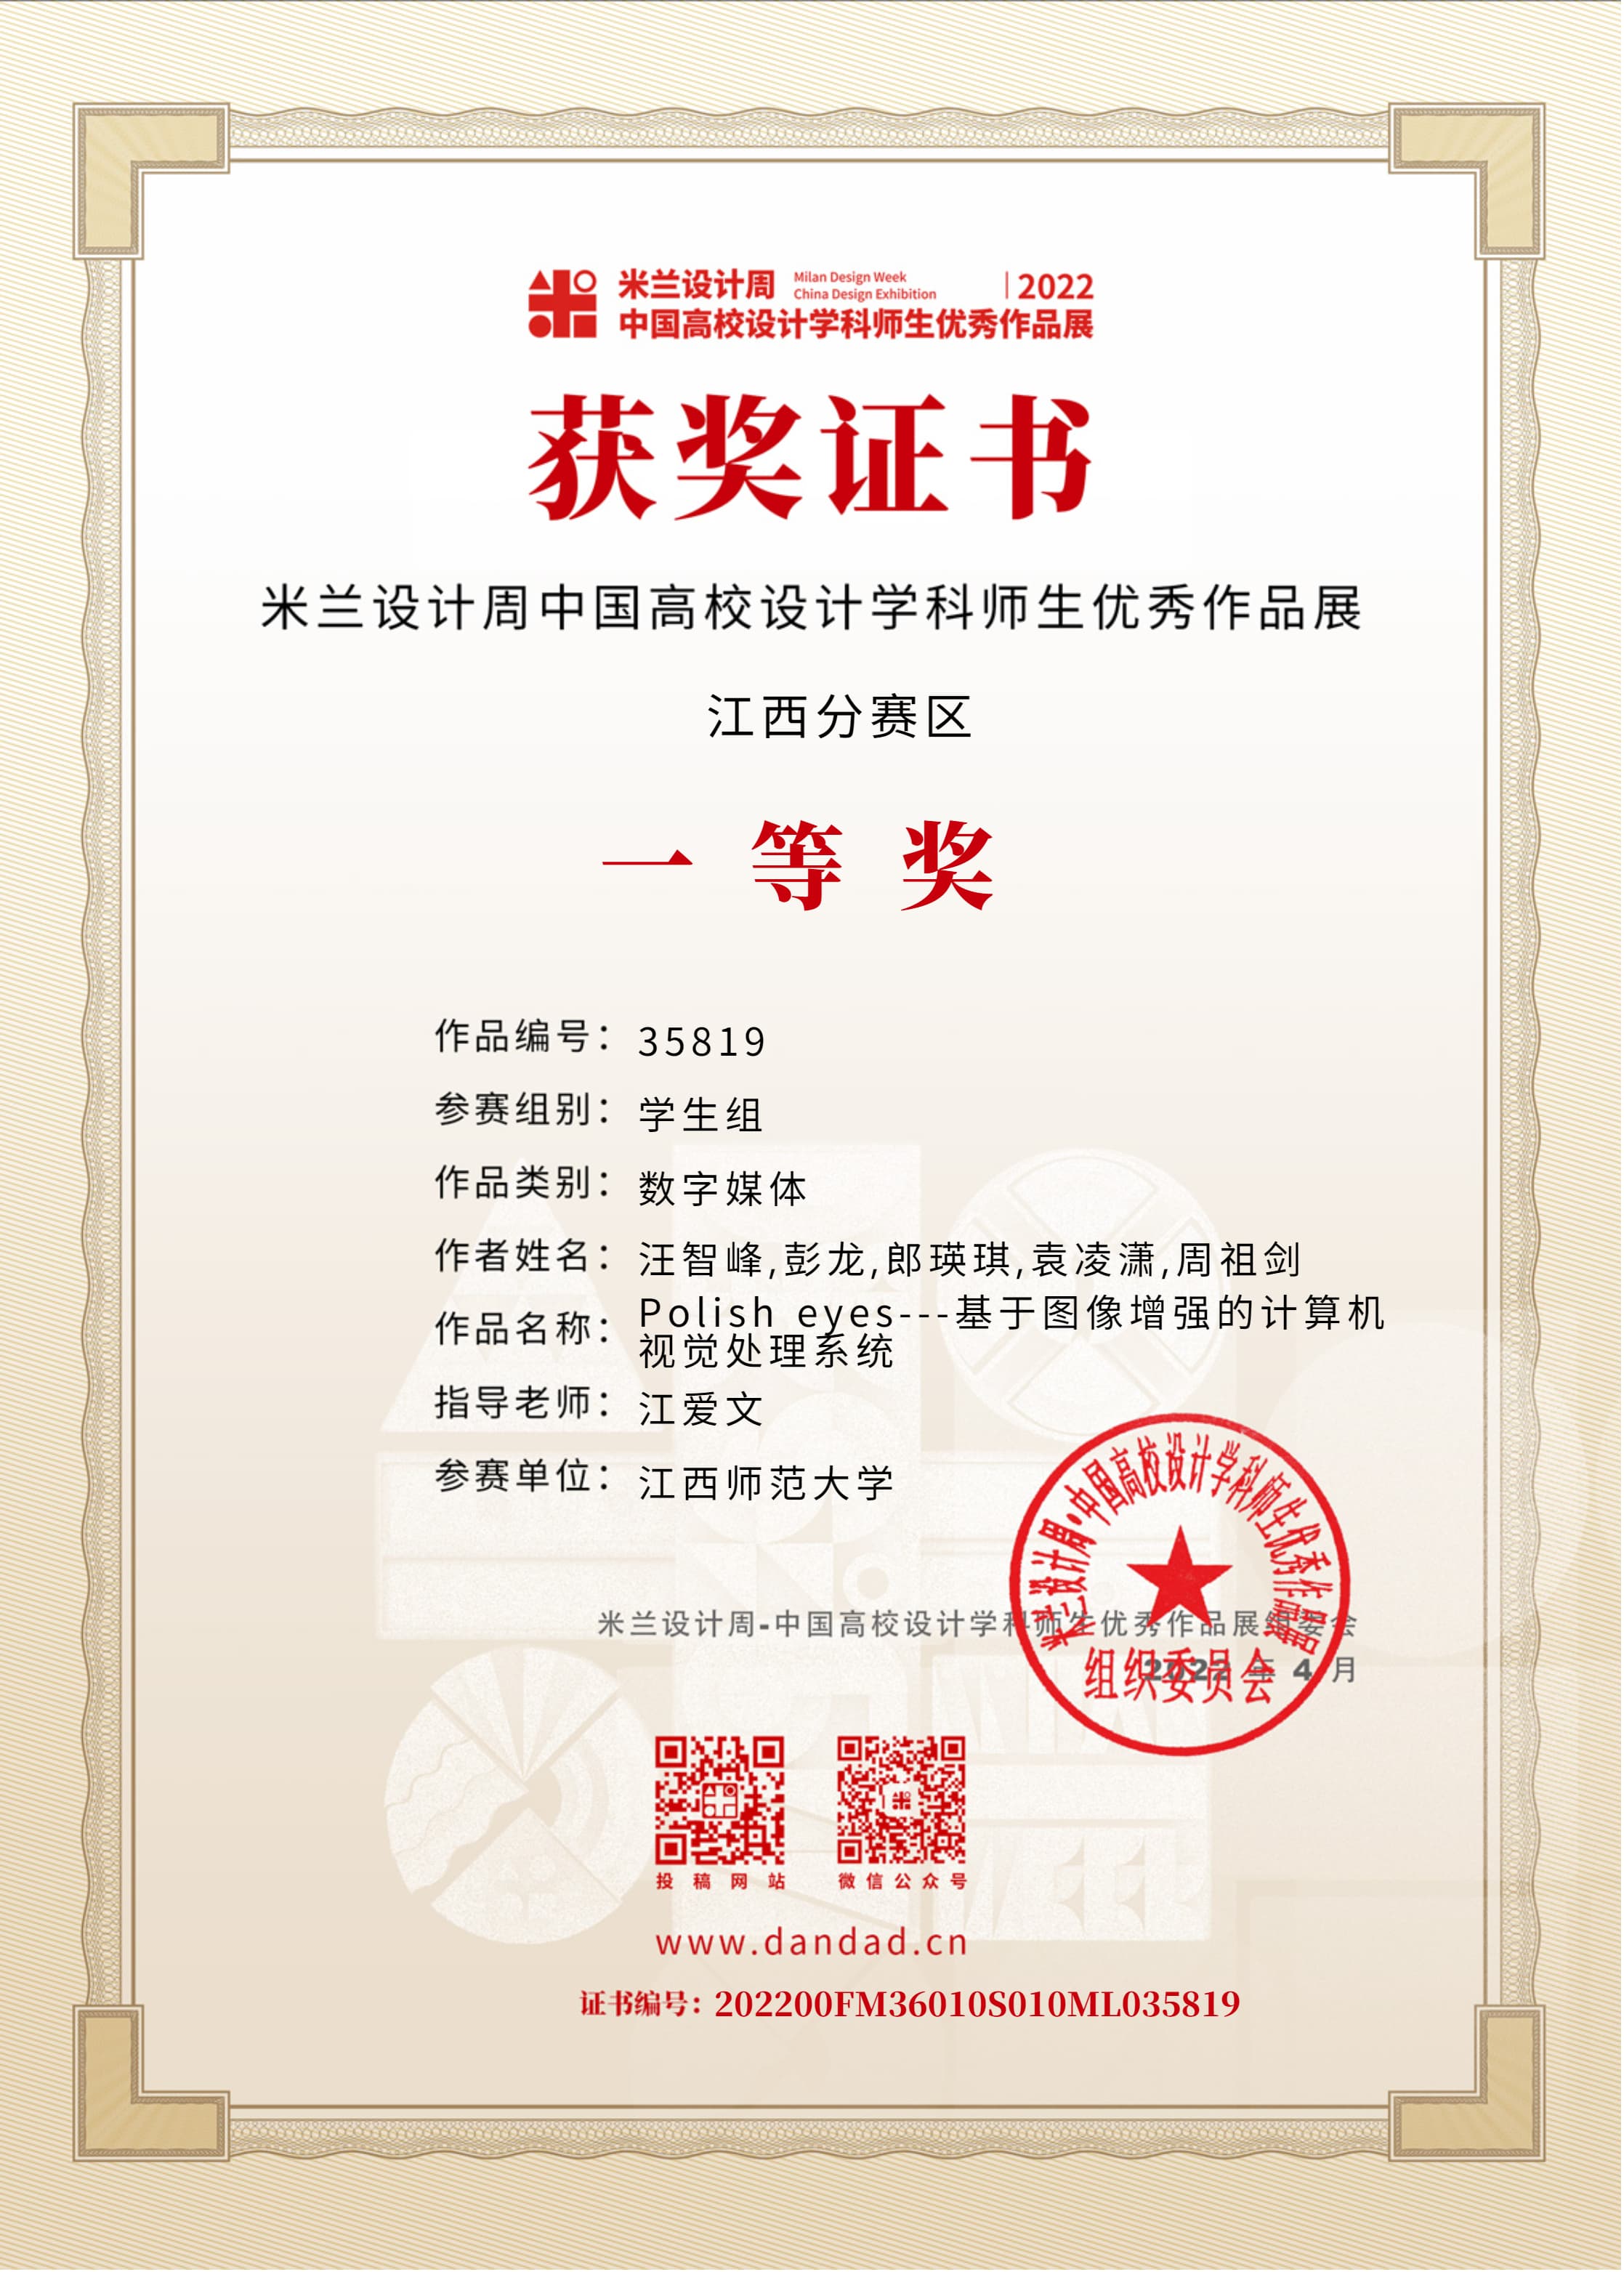 米兰设计周 Milan Design Week | 2022
China Design Exhibition
中国高校设计学科师生优秀作品展
获奖证书
米兰设计周中国高校设计学科师生优秀作品展
江西分赛区
一等奖
作品编号：35819
参赛组别：学生组
作品类别：数字媒体
作者姓名：汪智峰,彭龙,郎瑛琪,袁凌潇,周祖剑
作品名称：Polish eyes---基于图像增强的计算机
视觉处理系统
指导老师：江爱文
参赛单位：江西师范大学
米兰设计周-中国高校设计学科师生优秀作品展
组织委员会
米兰设计周-中国高校设计学科师生优秀作品展组委会
2022 年 4 月
投稿网站
微信公众号
www.dandad.cn
证书编号：202200FM36010S010ML035819